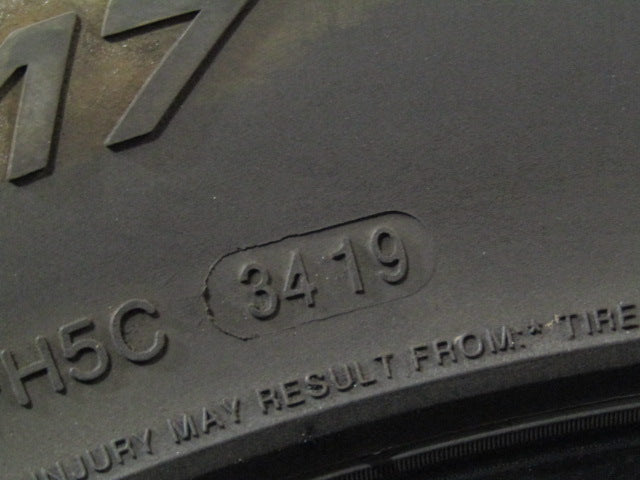 17
H5C 3419
INJURY MAY RESULT FROM:* TIRE